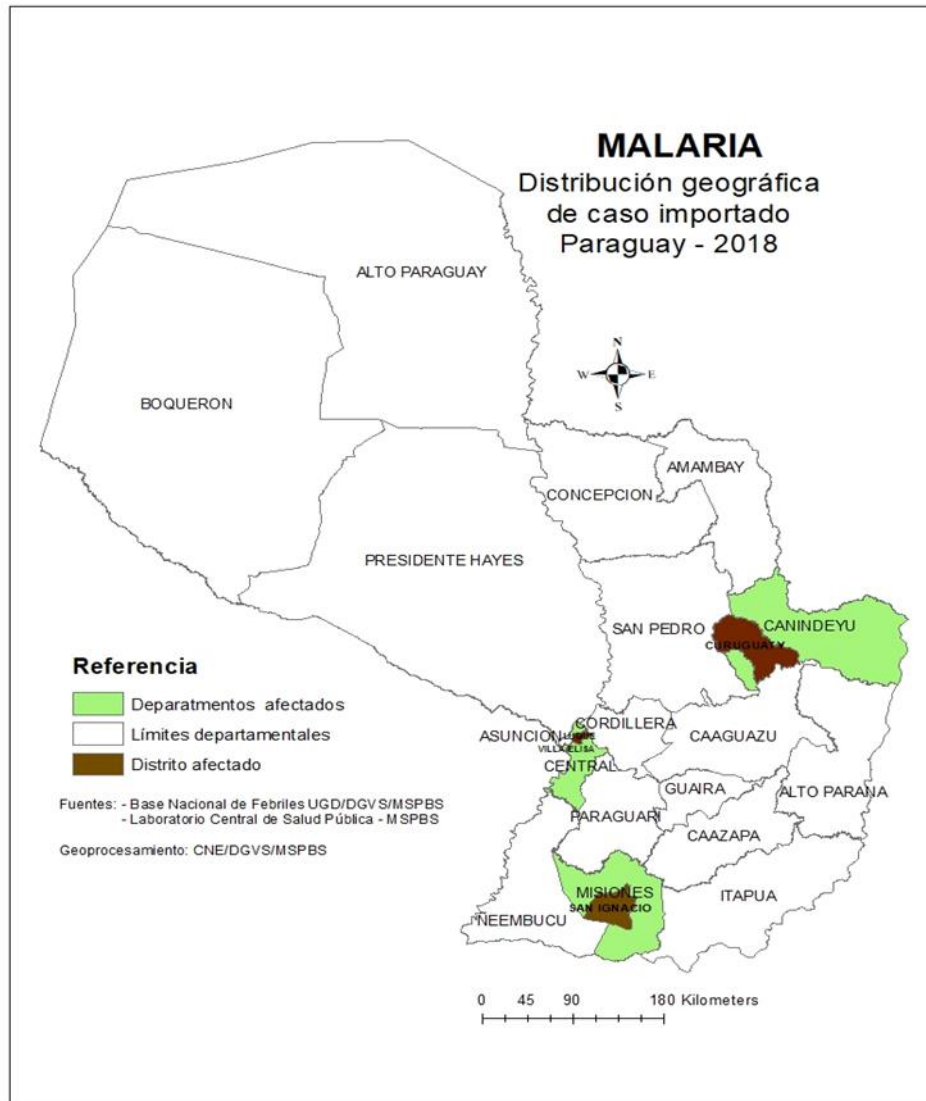 MALARIA
Distribución geográfica
de caso importado
Paraguay - 2018
ALTO PARAGUAY
N
W E
S
BOQUERON
AMAMBAY
CONCEPCION
PRESIDENTE HAYES
SAN PEDRO
CANINDEYU
CURUGUATY
Referencia
Deparatmentos afectados
Límites departamentales
Distrito afectado
CORDILLERA
ASUNCION
LUQUE
VILLA ELISA
CENTRAL
CAAGUAZU
GUAIRA
ALTO PARANA
PARAGUARI
CAAZAPA
Fuentes: - Base Nacional de Febriles UGD/DGVS/MSPBS
- Laboratorio Central de Salud Pública - MSPBS
Geoprocesamiento: CNE/DGVS/MSPBS
MISIONES
SAN IGNACIO
ITAPUA
ÑEEMBUCU
0 45 90 180 Kilometers